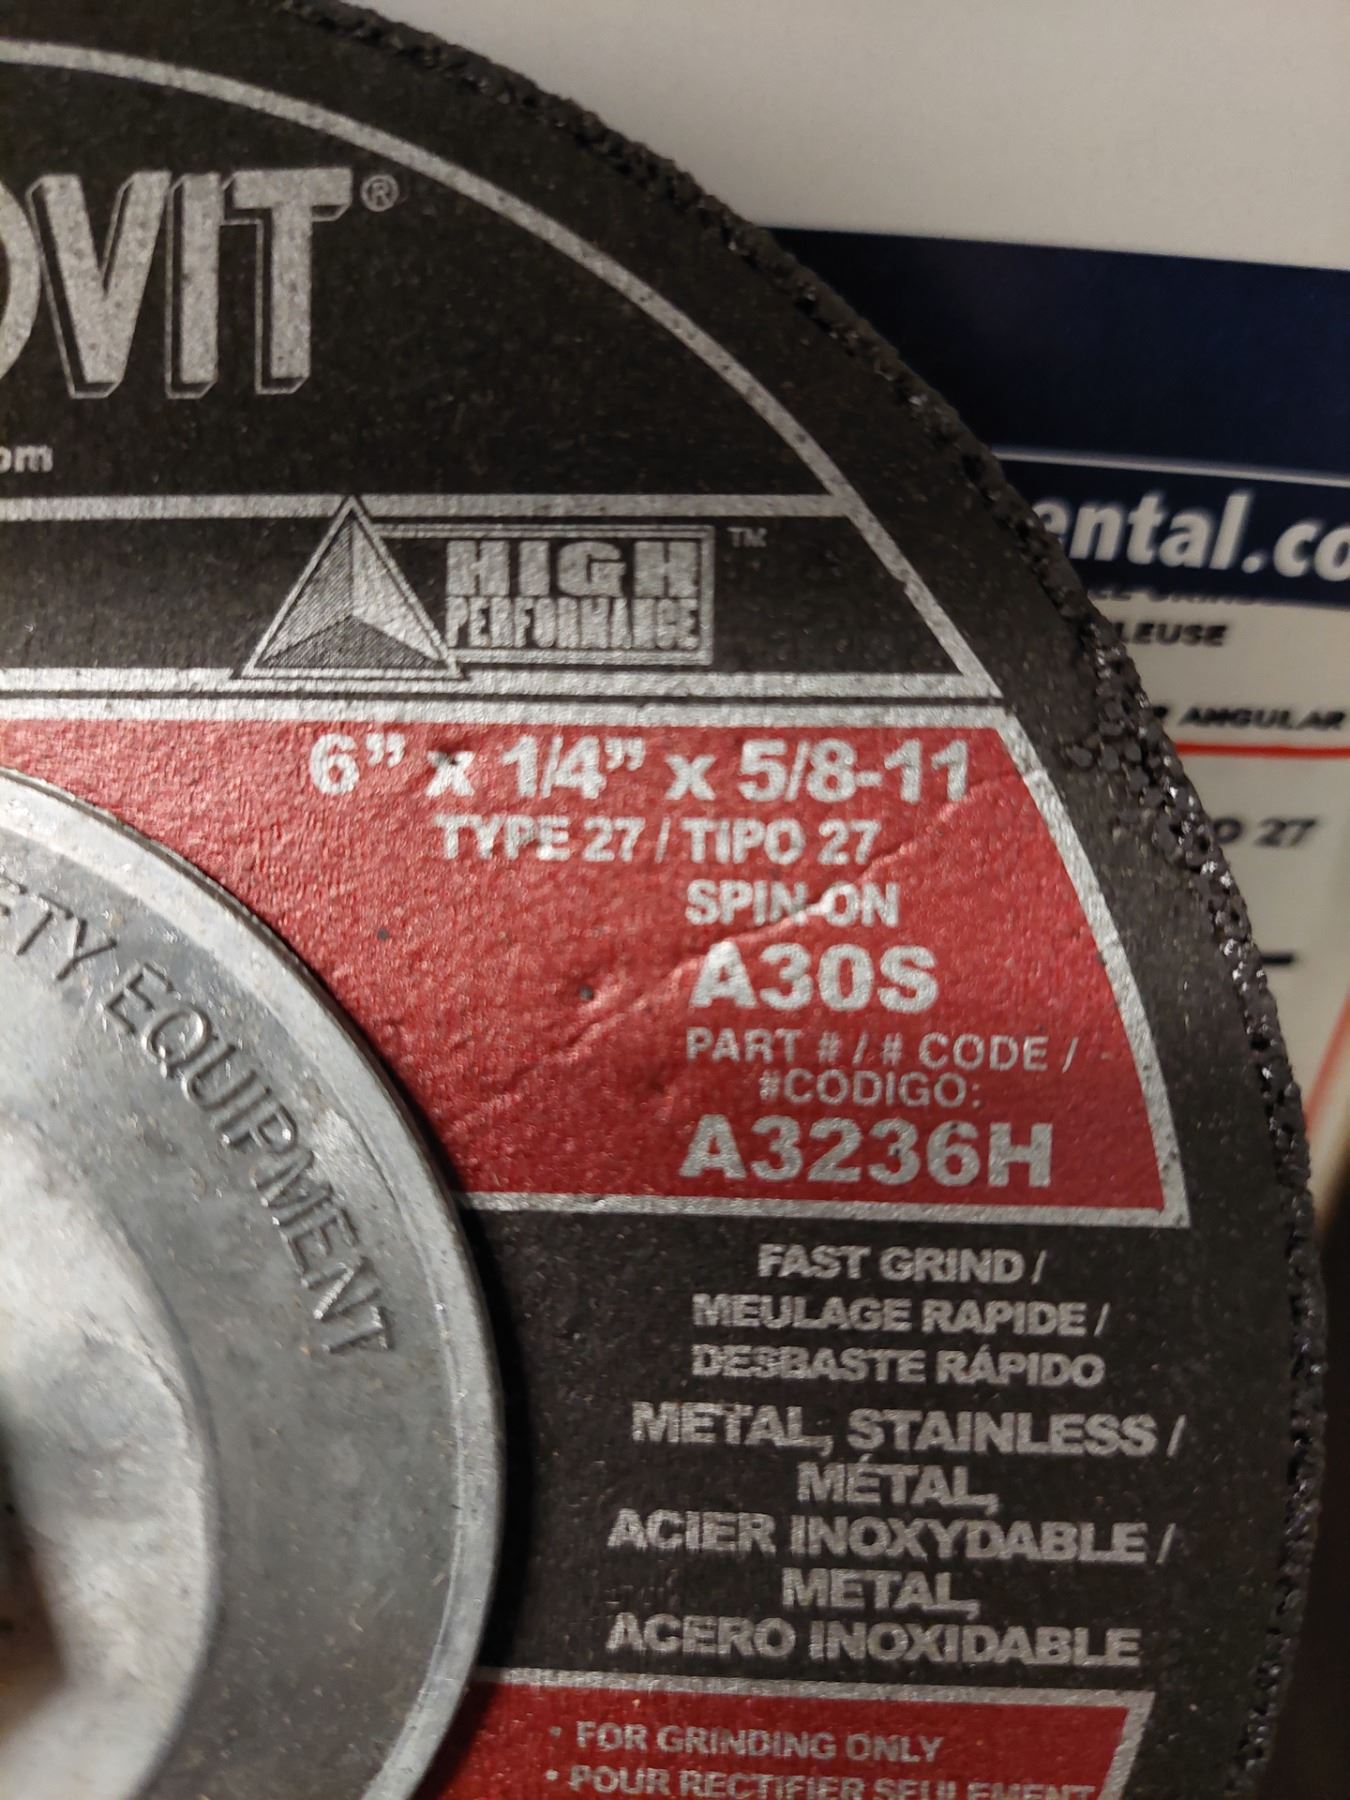 OVIT®
om
HIGH
PERFORMANCE
™
6” x 1/4” x 5/8-11
TYPE 27 / TIPO 27
SPIN-ON
A30S
PART # / # CODE /
#CODIGO:
A3236H
FAST GRIND /
MEULAGE RAPIDE /
DESBASTE RÁPIDO
METAL, STAINLESS /
MÉTAL,
ACIER INOXYDABLE /
METAL,
ACERO INOXIDABLE
• FOR GRINDING ONLY
• POUR RECTIFIER SEULEMENT
ETY EQUIPMENT
ental.co
LEUSE
R ANGULAR
O 27